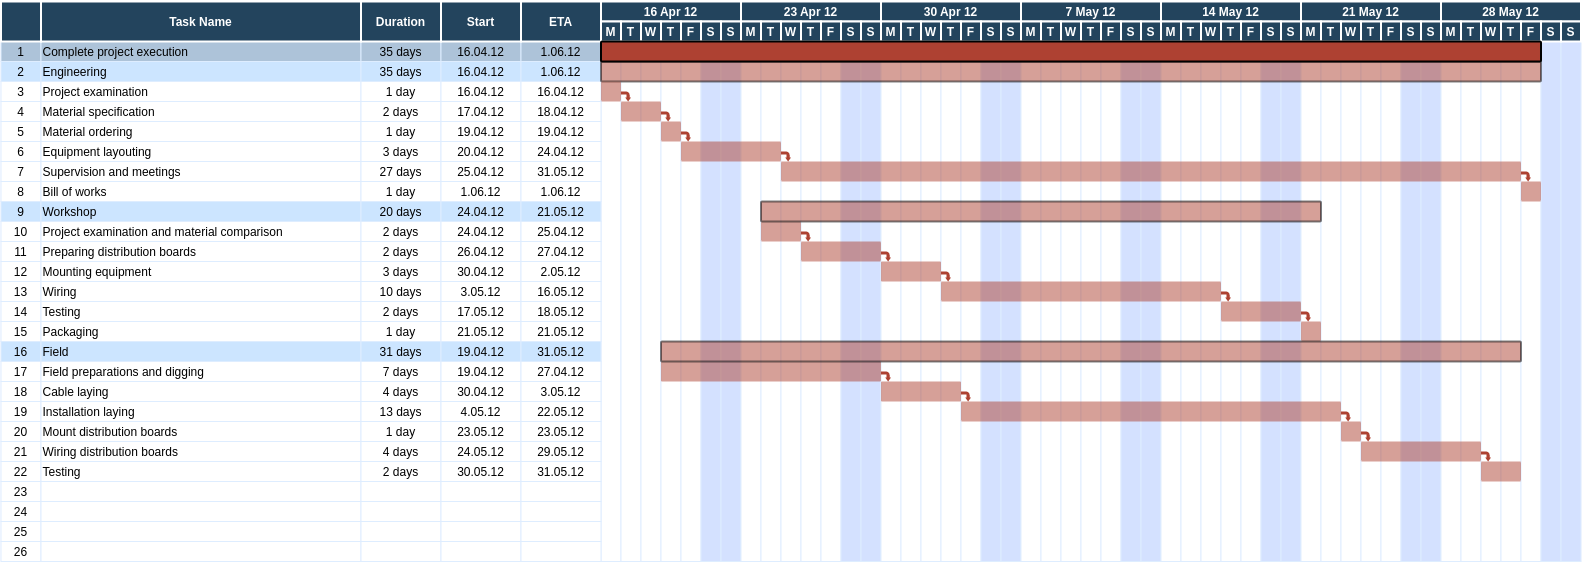 Task Name Duration Start ETA 16 Apr 12 23 Apr 12 30 Apr 12 7 May 12 14 May 12 21 May 12 28 May 12
M T W T F S S M T W T F S S M T W T F S S M T W T F S S M T W T F S S M T W T F S S M T W T F S S
1 Complete project execution 35 days 16.04.12 1.06.12
2 Engineering 35 days 16.04.12 1.06.12
3 Project examination 1 day 16.04.12 16.04.12
4 Material specification 2 days 17.04.12 18.04.12
5 Material ordering 1 day 19.04.12 19.04.12
6 Equipment layouting 3 days 20.04.12 24.04.12
7 Supervision and meetings 27 days 25.04.12 31.05.12
8 Bill of works 1 day 1.06.12 1.06.12
9 Workshop 20 days 24.04.12 21.05.12
10 Project examination and material comparison 2 days 24.04.12 25.04.12
11 Preparing distribution boards 2 days 26.04.12 27.04.12
12 Mounting equipment 3 days 30.04.12 2.05.12
13 Wiring 10 days 3.05.12 16.05.12
14 Testing 2 days 17.05.12 18.05.12
15 Packaging 1 day 21.05.12 21.05.12
16 Field 31 days 19.04.12 31.05.12
17 Field preparations and digging 7 days 19.04.12 27.04.12
18 Cable laying 4 days 30.04.12 3.05.12
19 Installation laying 13 days 4.05.12 22.05.12
20 Mount distribution boards 1 day 23.05.12 23.05.12
21 Wiring distribution boards 4 days 24.05.12 29.05.12
22 Testing 2 days 30.05.12 31.05.12
23
24
25
26